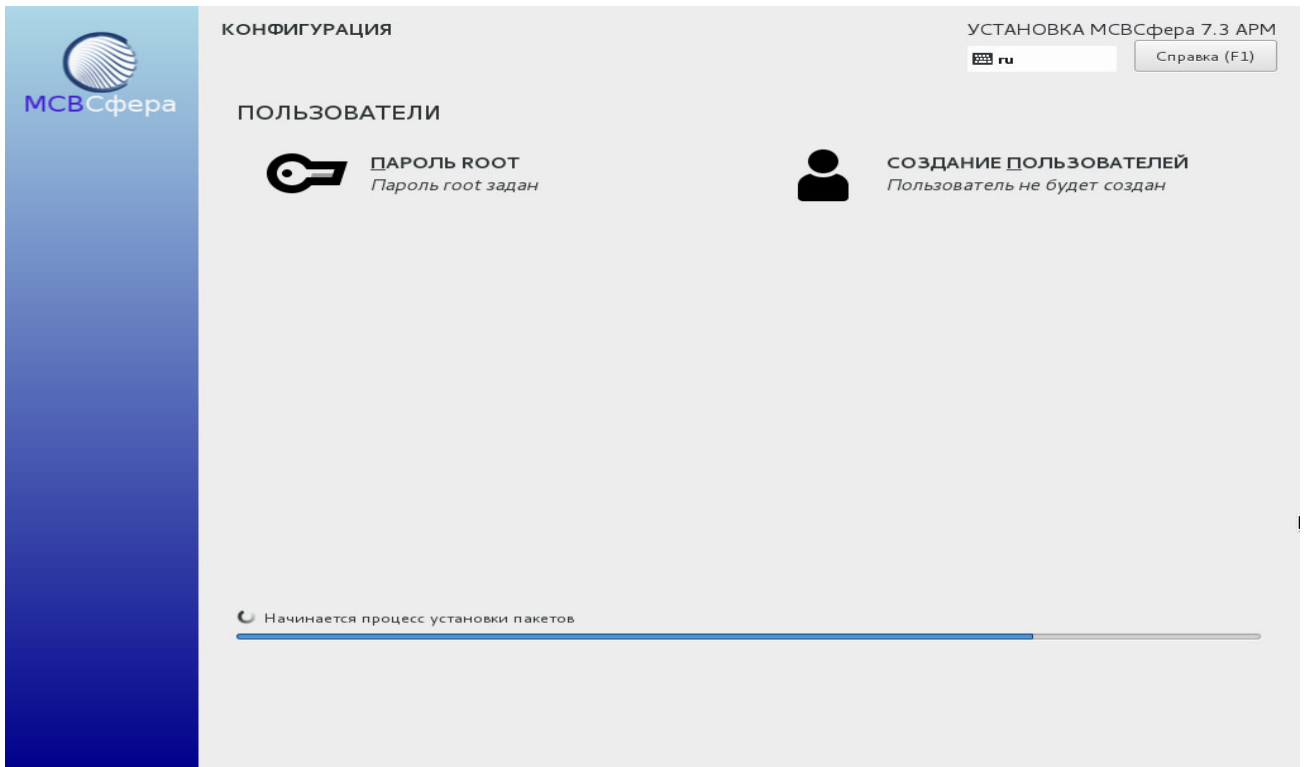 КОНФИГУРАЦИЯ
УСТАНОВКА МСВСфера 7.3 АРМ
ru
Справка (F1)
МСВСфера
ПОЛЬЗОВАТЕЛИ
ПАРОЛЬ ROOT
Пароль root задан
СОЗДАНИЕ ПОЛЬЗОВАТЕЛЕЙ
Пользователь не будет создан
Начинается процесс установки пакетов